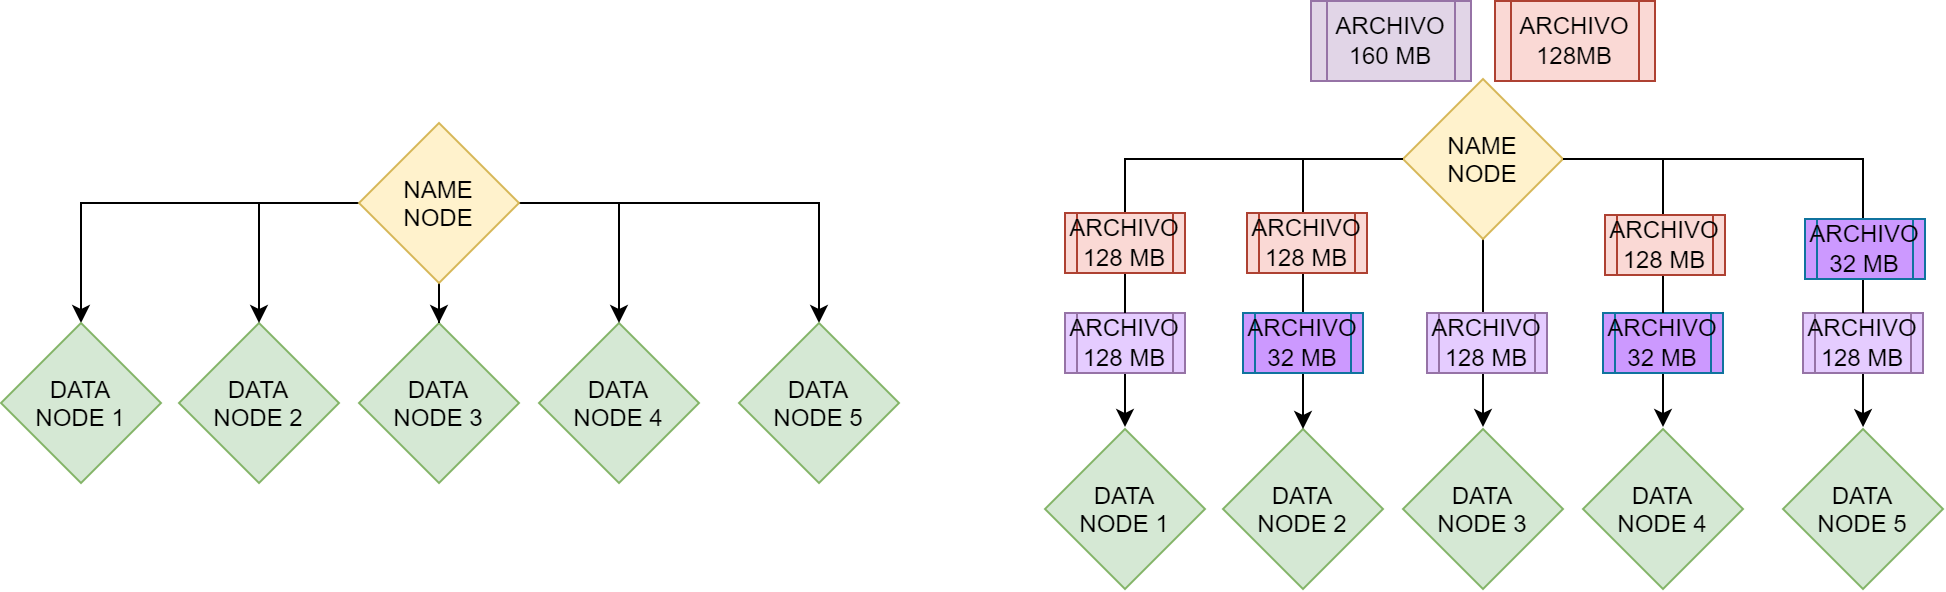 NAME
NODE
DATA
NODE 1
DATA
NODE 2
DATA
NODE 3
DATA
NODE 4
DATA
NODE 5
ARCHIVO
160 MB
ARCHIVO
128MB
NAME
NODE
ARCHIVO
128 MB
ARCHIVO
128 MB
ARCHIVO
128 MB
ARCHIVO
32 MB
ARCHIVO
128 MB
ARCHIVO
32 MB
ARCHIVO
128 MB
ARCHIVO
32 MB
ARCHIVO
128 MB
DATA
NODE 1
DATA
NODE 2
DATA
NODE 3
DATA
NODE 4
DATA
NODE 5